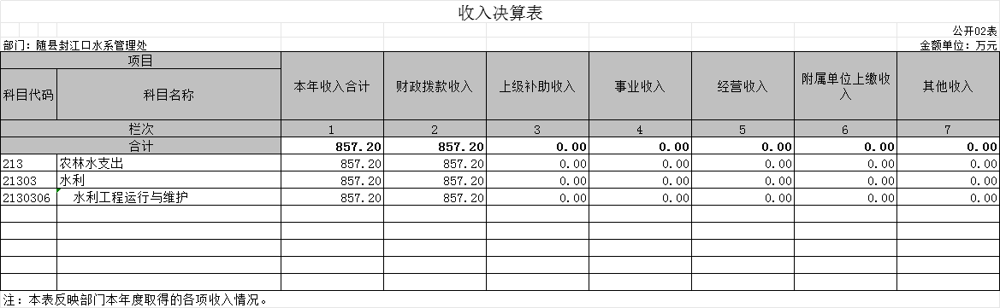 收入决算表
公开02表
部门：随县封江口水系管理处 金额单位：万元
项目
科目代码 科目名称 本年收入合计 财政拨款收入 上级补助收入 事业收入 经营收入 附属单位上缴收入 其他收入
栏次 1 2 3 4 5 6 7
合计 857.20 857.20 0.00 0.00 0.00 0.00 0.00
213 农林水支出 857.20 857.20 0.00 0.00 0.00 0.00 0.00
21303 水利 857.20 857.20 0.00 0.00 0.00 0.00 0.00
2130306 水利工程运行与维护 857.20 857.20 0.00 0.00 0.00 0.00 0.00
注：本表反映部门本年度取得的各项收入情况。